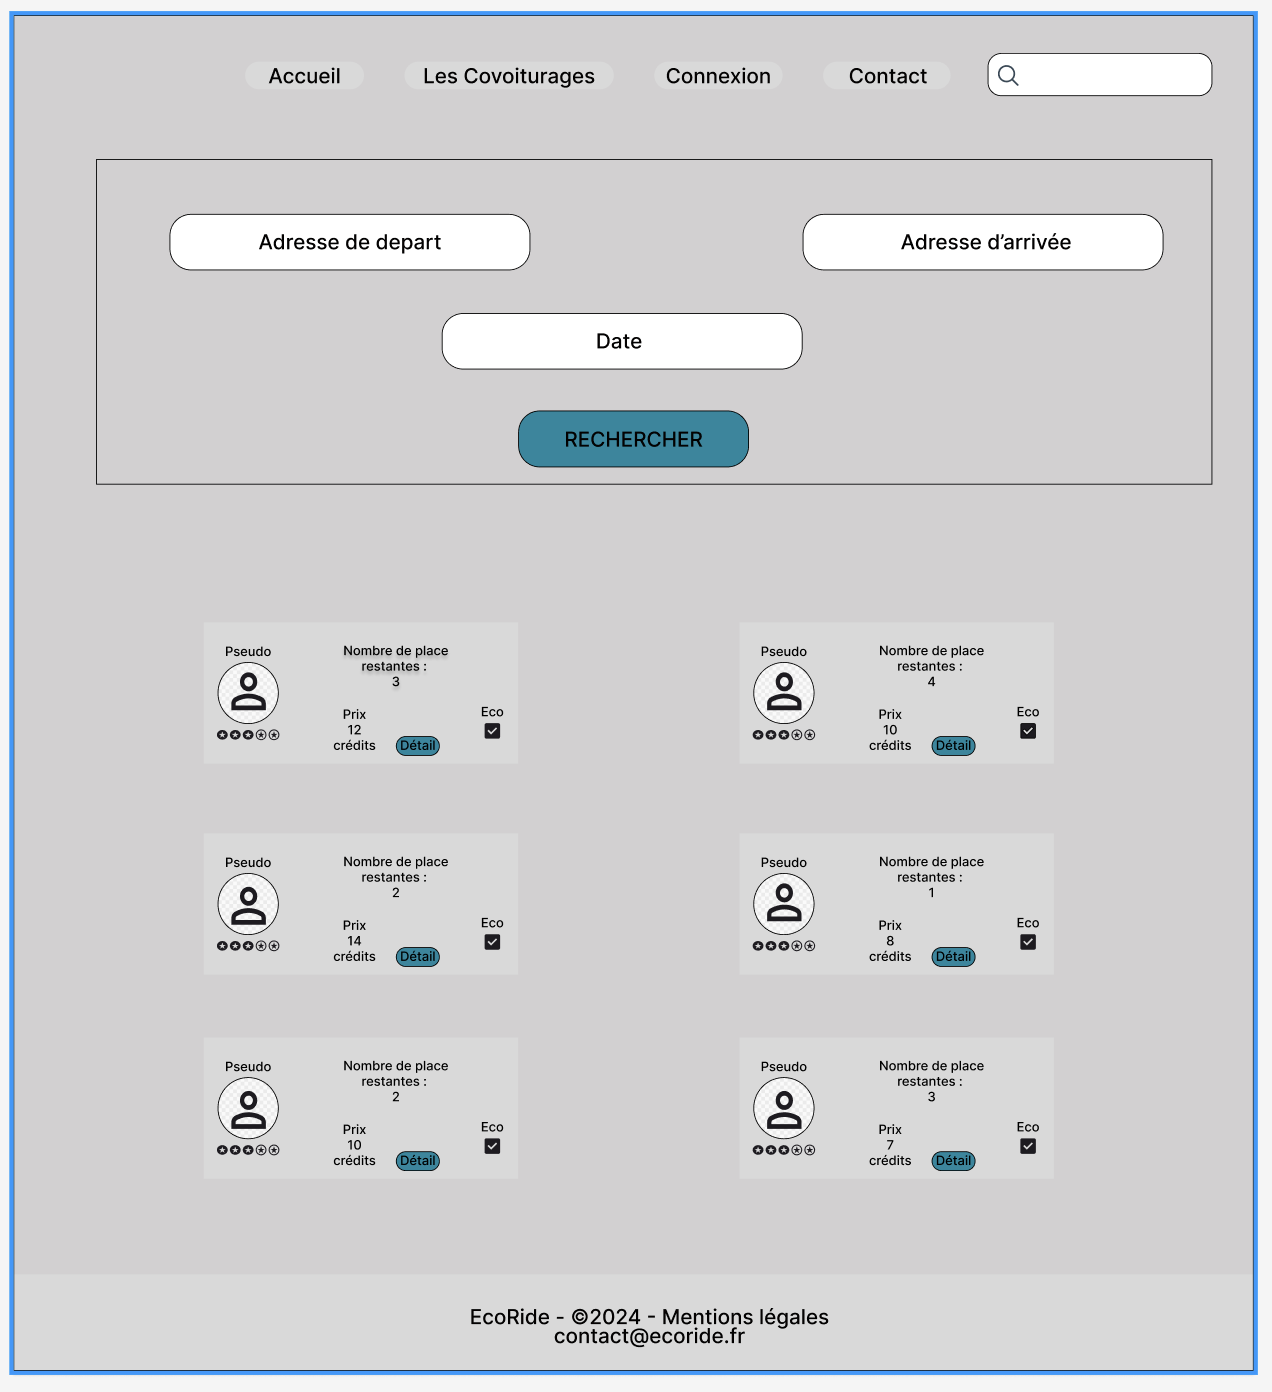 Accueil
Les Covoiturages
Connexion
Contact
Adresse de depart
Adresse d’arrivée
Date
RECHERCHER
Pseudo
Nombre de place
restantes :
3
Prix
12
crédits
Détail
Eco
Pseudo
Nombre de place
restantes :
4
Prix
10
crédits
Détail
Eco
Pseudo
Nombre de place
restantes :
2
Prix
14
crédits
Détail
Eco
Pseudo
Nombre de place
restantes :
1
Prix
8
crédits
Détail
Eco
Pseudo
Nombre de place
restantes :
2
Prix
10
crédits
Détail
Eco
Pseudo
Nombre de place
restantes :
3
Prix
7
crédits
Détail
Eco
EcoRide - ©2024 - Mentions légales
contact@ecoride.fr